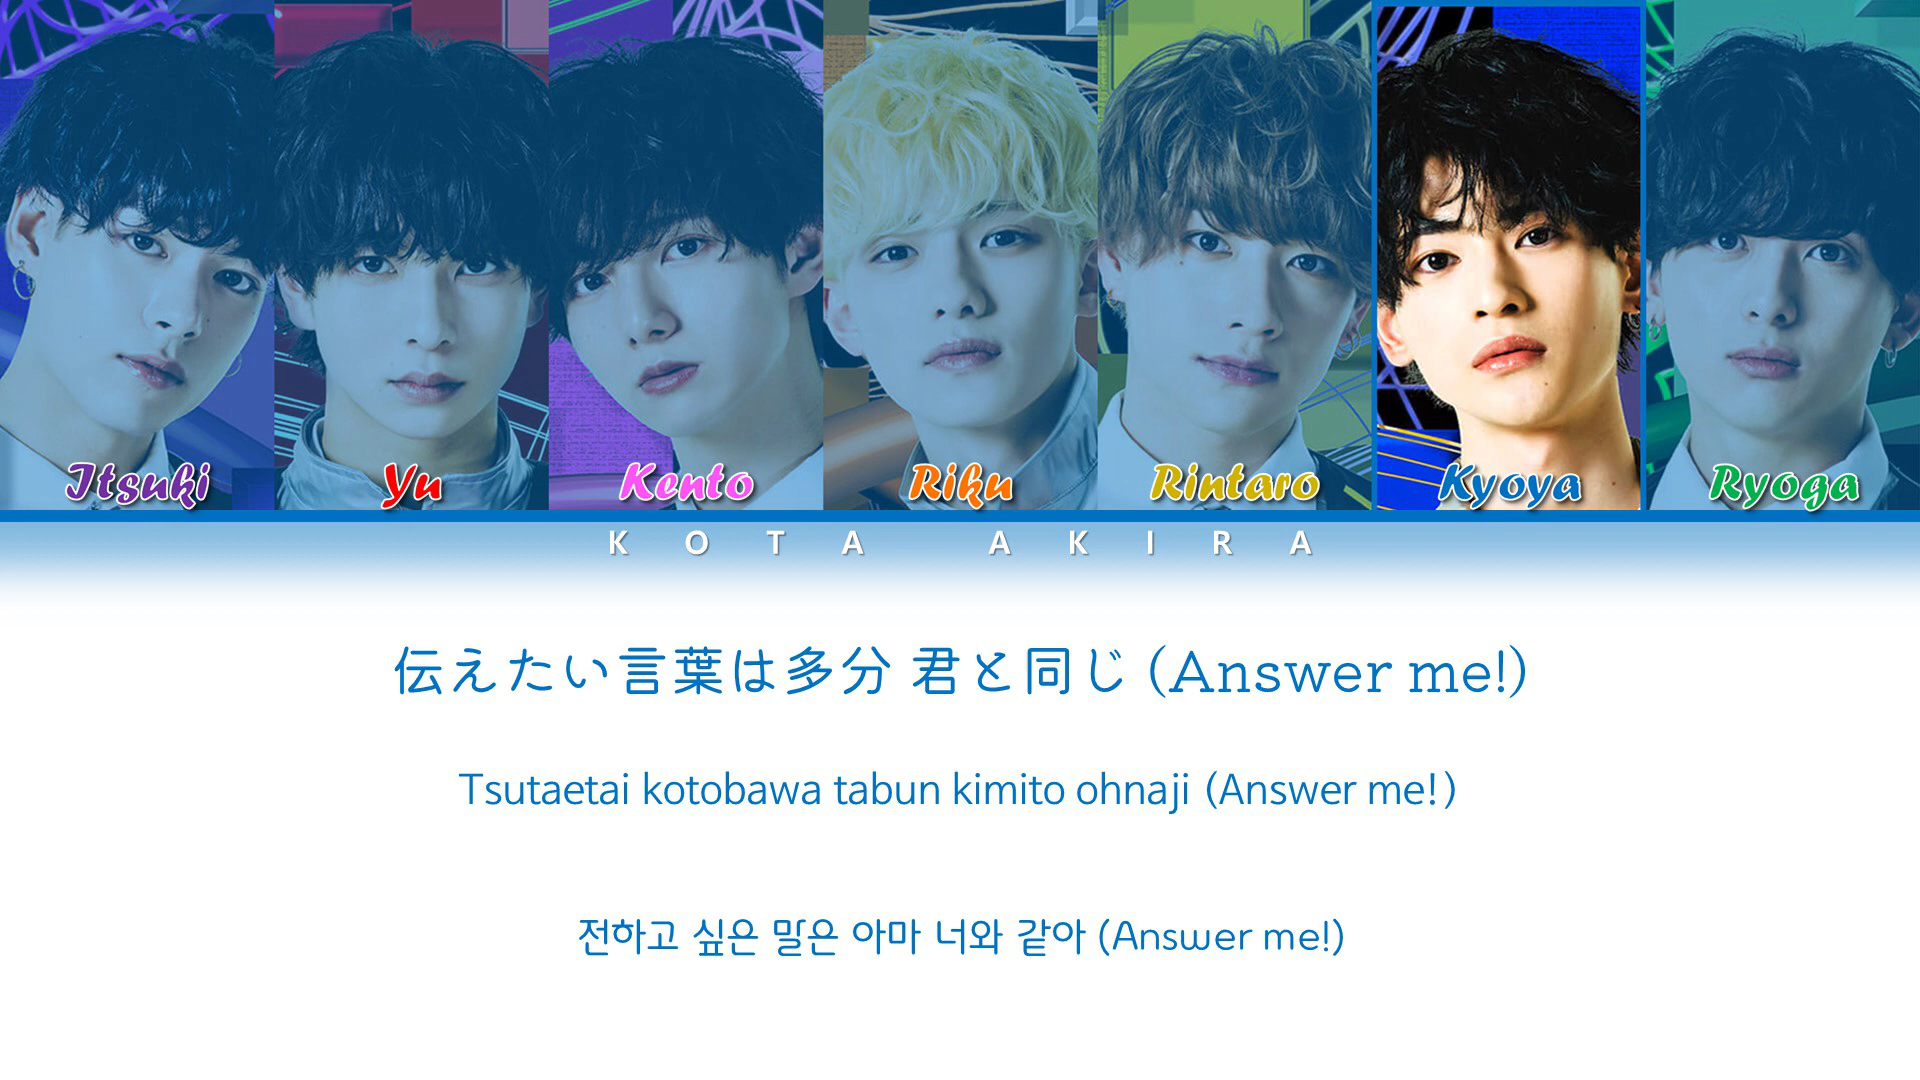 Itsuki Yu Kento Riku Rintaro Kyoya Ryoga
KOTA AKIRA
伝えたい言葉は多分 君と同じ (Answer me!)
Tsutaetai kotobawa tabun kimito ohnaji (Answer me!)
전하고 싶은 말은 아마 너와 같아 (Answer me!)